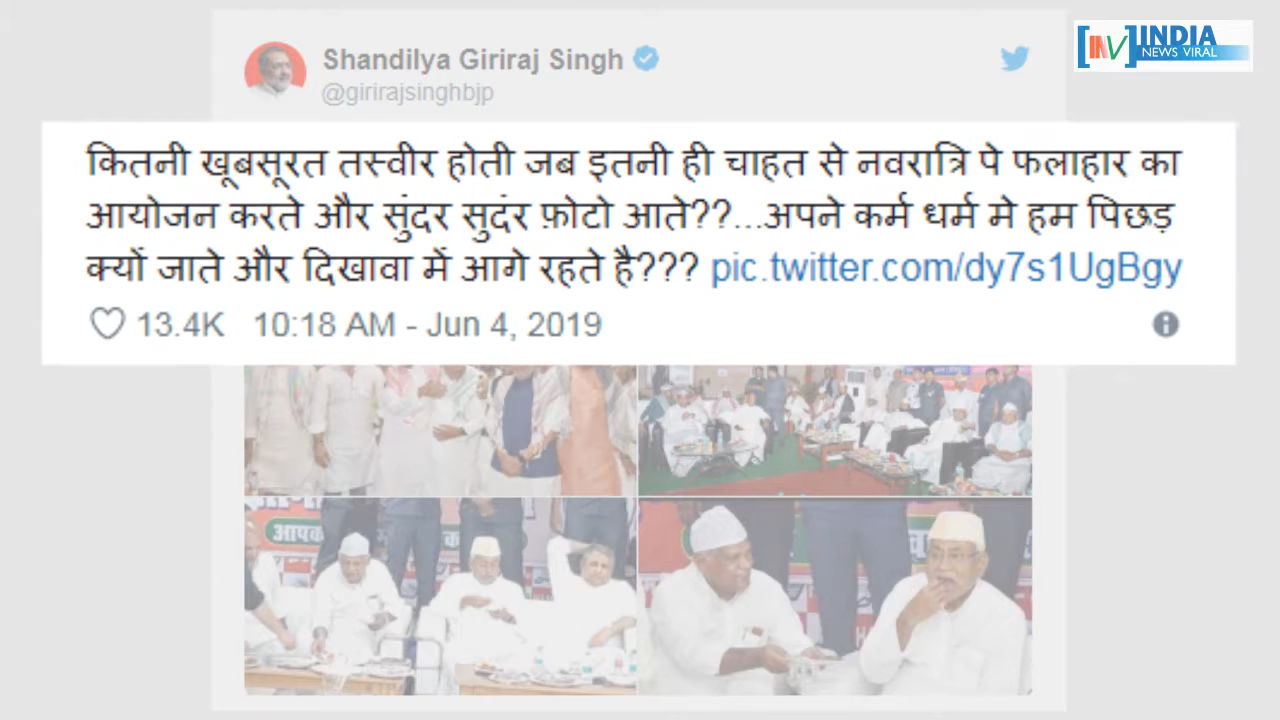 Shandilya Giriraj Singh
@girirajsinghbjp
[INV] INDIA
NEWS VIRAL
कितनी खूबसूरत तस्वीर होती जब इतनी ही चाहत से नवरात्रि पे फलाहार का
आयोजन करते और सुंदर सुदंर फ़ोटो आते??...अपने कर्म धर्म मे हम पिछड़
क्यों जाते और दिखावा में आगे रहते है??? pic.twitter.com/dy7s1UgBgy
13.4K 10:18 AM - Jun 4, 2019